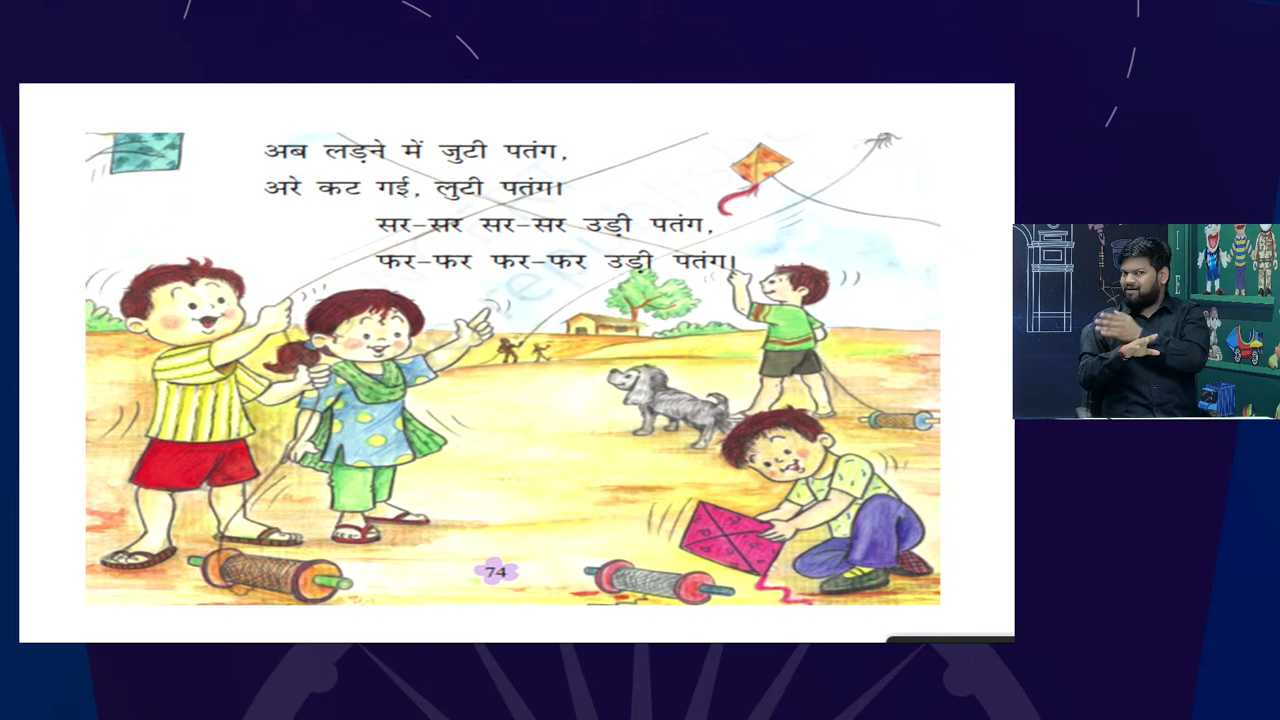 अब लड़ने में जुटी पतंग,
अरे कट गई, लुटी पतंग।
सर-सर सर-सर उड़ी पतंग,
फर-फर फर-फर उड़ी पतंग।
74